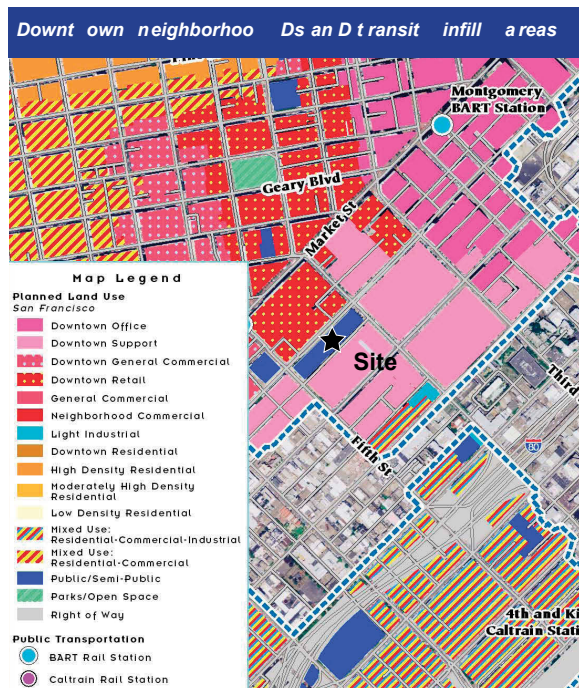 Downt own neighborhoo Ds an D t ransit infill a reas
Montgomery
BART Station
Geary Blvd
Market St
Map Legend
Planned Land Use
San Francisco
Downtown Office
Downtown Support
Downtown General Commercial
Downtown Retail
General Commercial
Neighborhood Commercial
Light Industrial
Downtown Residential
High Density Residential
Moderately High Density
Residential
Low Density Residential
Mixed Use:
Residential-Commercial-Industrial
Mixed Use:
Residential-Commercial
Public/Semi-Public
Parks/Open Space
Right of Way
Public Transportation
BART Rail Station
Caltrain Rail Station
Site
Fifth St
Third
80
4th and Ki
Caltrain Stati